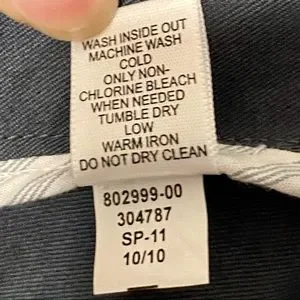 WASH INSIDE OUT
MACHINE WASH
COLD
ONLY NON-
CHLORINE BLEACH
WHEN NEEDED
TUMBLE DRY
LOW
WARM IRON
DO NOT DRY CLEAN
802999-00
304787
SP-11
10/10